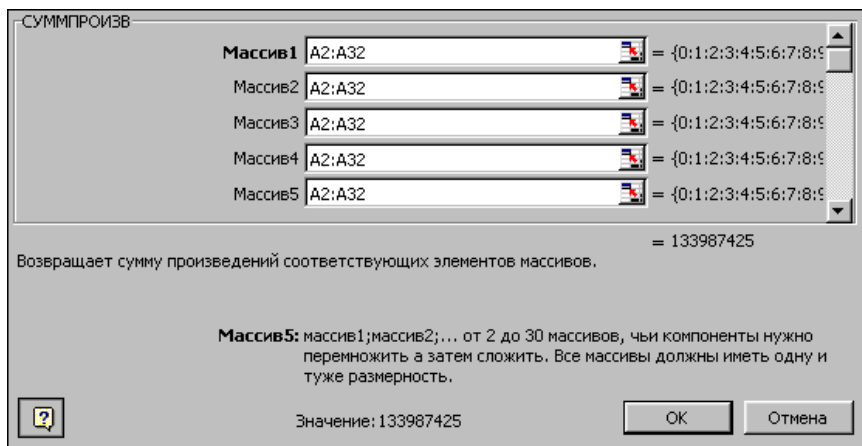 СУММПРОИЗВ
Массив1 A2:A32 = {0:1:2:3:4:5:6:7:8:9
Массив2 A2:A32 = {0:1:2:3:4:5:6:7:8:9
Массив3 A2:A32 = {0:1:2:3:4:5:6:7:8:9
Массив4 A2:A32 = {0:1:2:3:4:5:6:7:8:9
Массив5 A2:A32 = {0:1:2:3:4:5:6:7:8:9
= 133987425
Возвращает сумму произведений соответствующих элементов массивов.
Массив5: массив1;массив2;... от 2 до 30 массивов, чьи компоненты нужно
перемножить а затем сложить. Все массивы должны иметь одну и
туже размерность.
Значение:133987425 OK Отмена